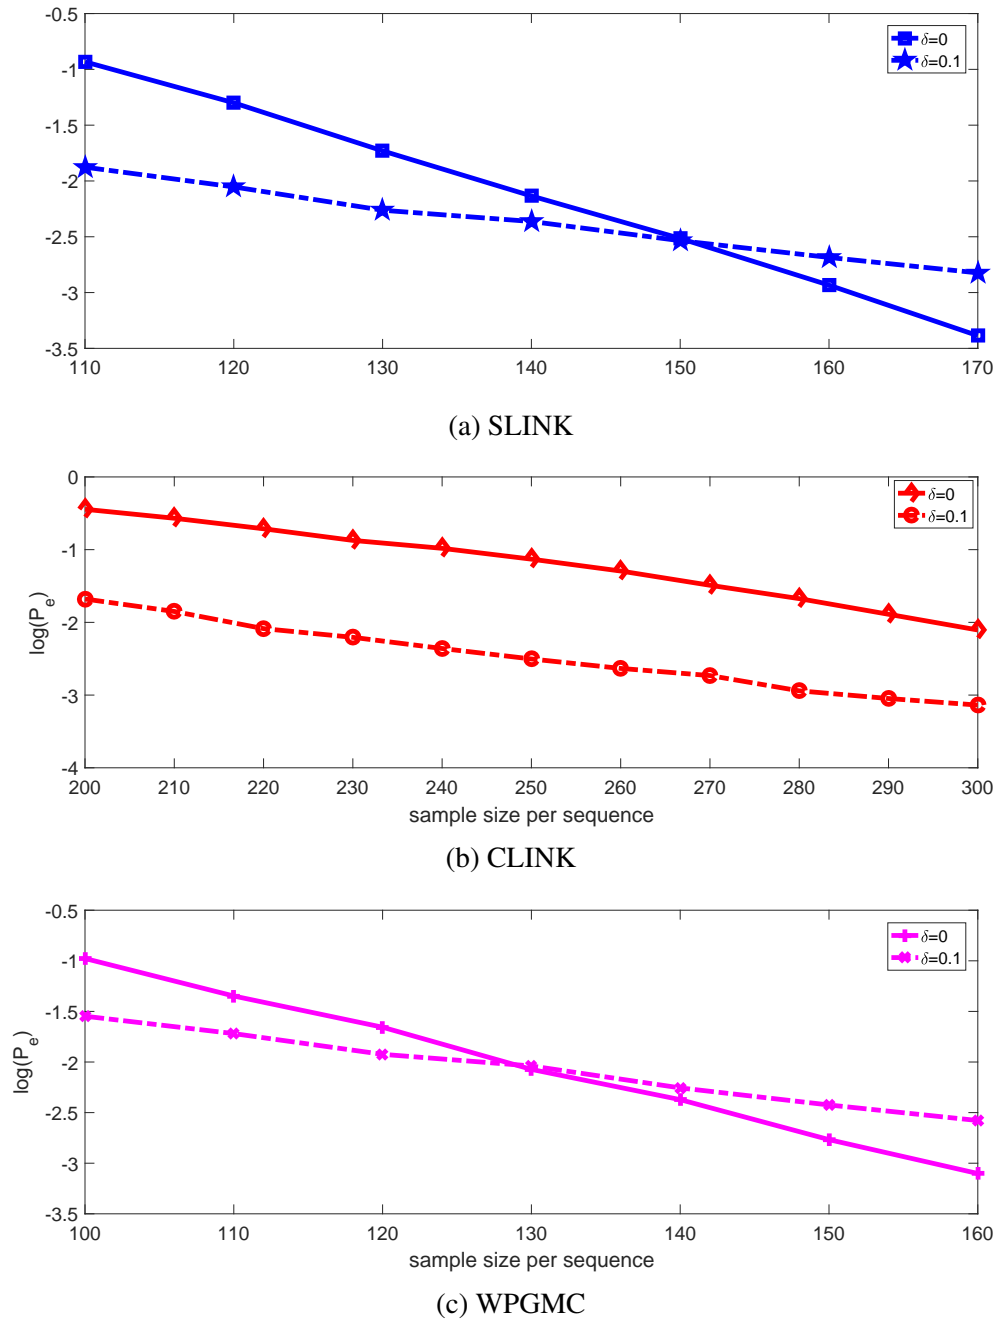 -0.5
-1
-1.5
-2
-2.5
-3
-3.5
110 120 130 140 150 160 170
δ=0
δ=0.1
(a) SLINK
0
-1
-2
-3
-4
log(P_e)
200 210 220 230 240 250 260 270 280 290 300
sample size per sequence
δ=0
δ=0.1
(b) CLINK
-0.5
-1
-1.5
-2
-2.5
-3
-3.5
log(P_e)
100 110 120 130 140 150 160
sample size per sequence
δ=0
δ=0.1
(c) WPGMC